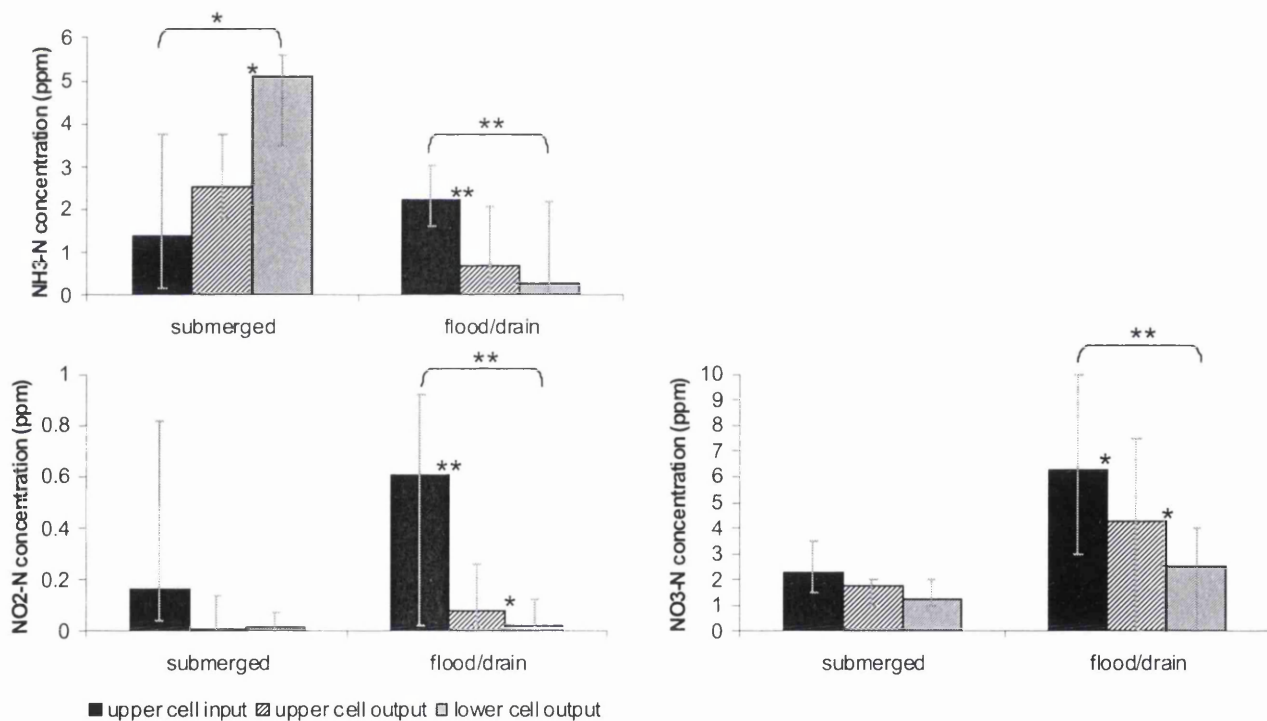 *
NH3-N concentration (ppm)
6
5
4
3
2
1
0
*
**
**
submerged
flood/drain
NO2-N concentration (ppm)
1
0.8
0.6
0.4
0.2
0
**
**
*
submerged
flood/drain
NO3-N concentration (ppm)
10
9
8
7
6
5
4
3
2
1
0
**
*
*
submerged
flood/drain
upper cell input
upper cell output
lower cell output